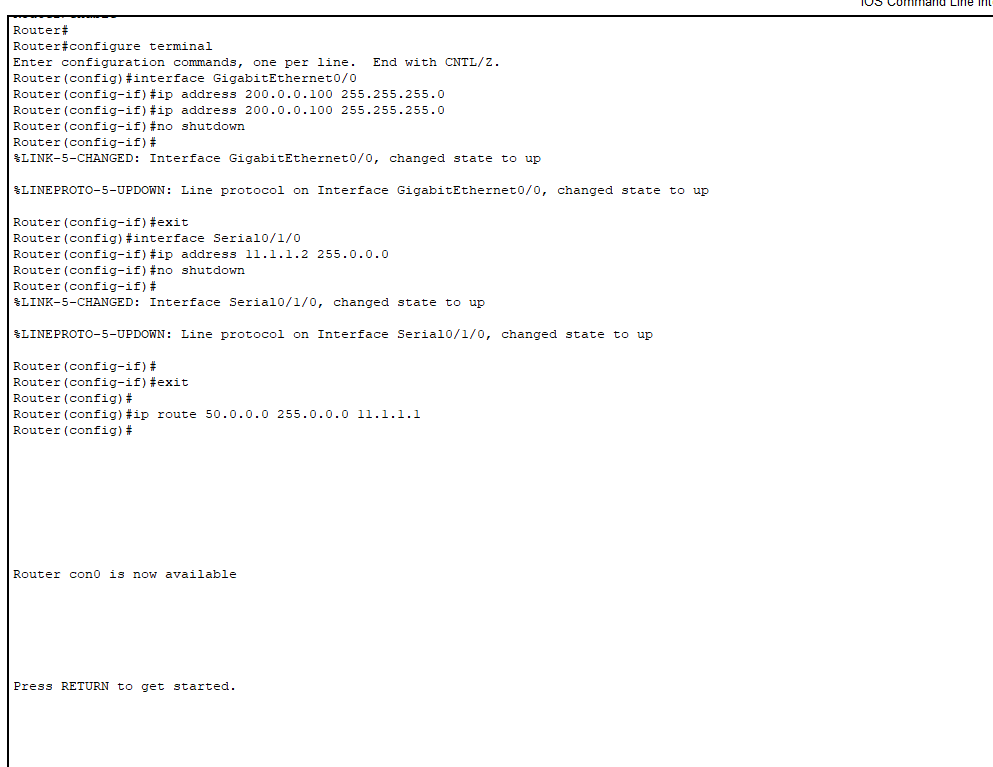 IOS Command Line Int
Router#
Router#configure terminal
Enter configuration commands, one per line.  End with CNTL/Z.
Router(config)#interface GigabitEthernet0/0
Router(config-if)#ip address 200.0.0.100 255.255.255.0
Router(config-if)#ip address 200.0.0.100 255.255.255.0
Router(config-if)#no shutdown
Router(config-if)#
%LINK-5-CHANGED: Interface GigabitEthernet0/0, changed state to up
%LINEPROTO-5-UPDOWN: Line protocol on Interface GigabitEthernet0/0, changed state to up
Router(config-if)#exit
Router(config)#interface Serial0/1/0
Router(config-if)#ip address 11.1.1.2 255.0.0.0
Router(config-if)#no shutdown
Router(config-if)#
%LINK-5-CHANGED: Interface Serial0/1/0, changed state to up
%LINEPROTO-5-UPDOWN: Line protocol on Interface Serial0/1/0, changed state to up
Router(config-if)#
Router(config-if)#exit
Router(config)#
Router(config)#ip route 50.0.0.0 255.0.0.0 11.1.1.1
Router(config)#
Router con0 is now available
Press RETURN to get started.